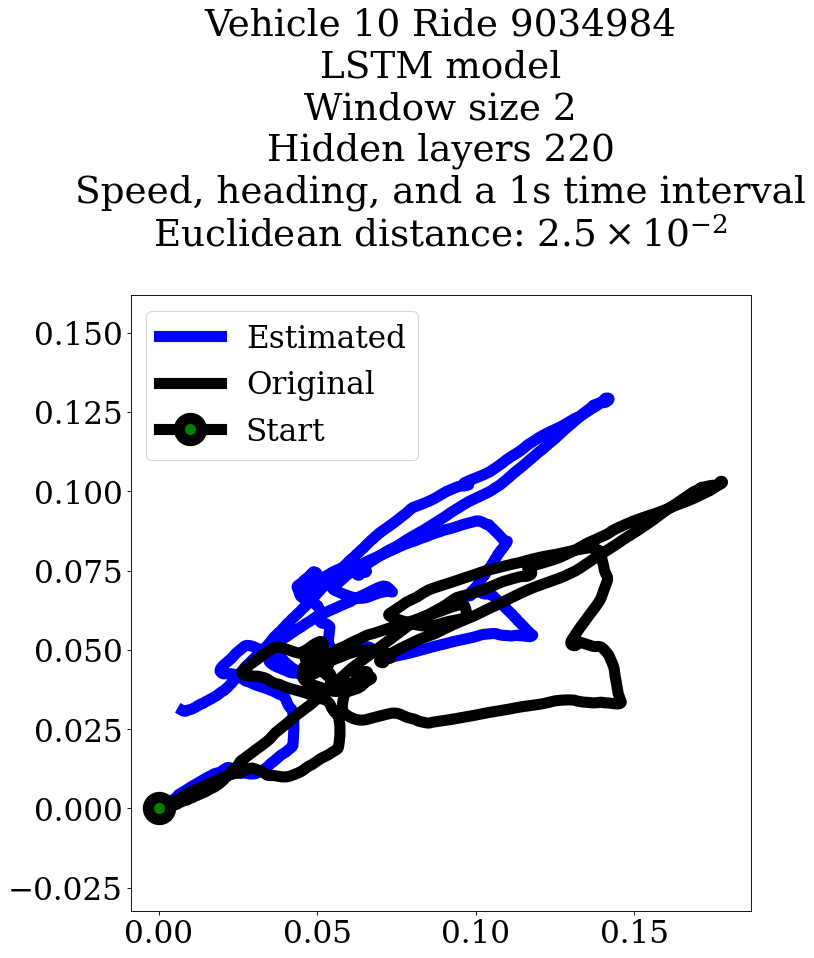 Vehicle 10 Ride 9034984
LSTM model
Window size 2
Hidden layers 220
Speed, heading, and a 1s time interval
Euclidean distance: 2.5 × 10⁻²
Estimated
Original
Start
0.150
0.125
0.100
0.075
0.050
0.025
0.000
−0.025
0.00 0.05 0.10 0.15